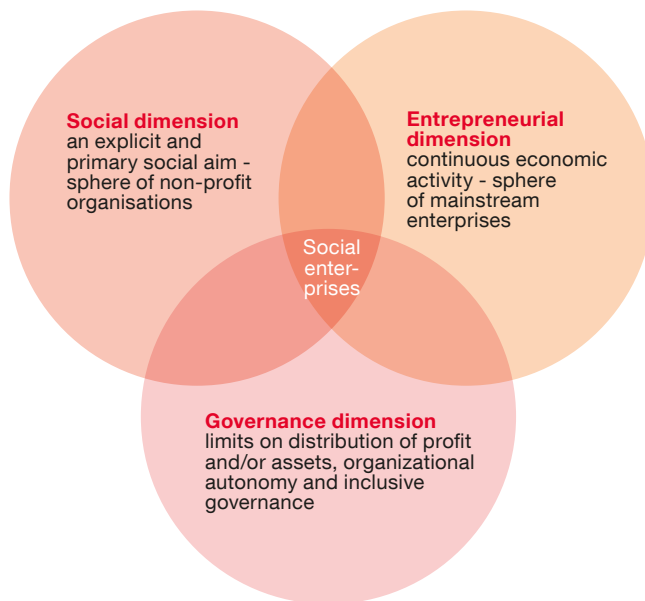 Social dimension
an explicit and
primary social aim -
sphere of non-profit
organisations
Entrepreneurial
dimension
continuous economic
activity - sphere
of mainstream
enterprises
Social
enter-
prises
Governance dimension
limits on distribution of profit
and/or assets, organizational
autonomy and inclusive
governance